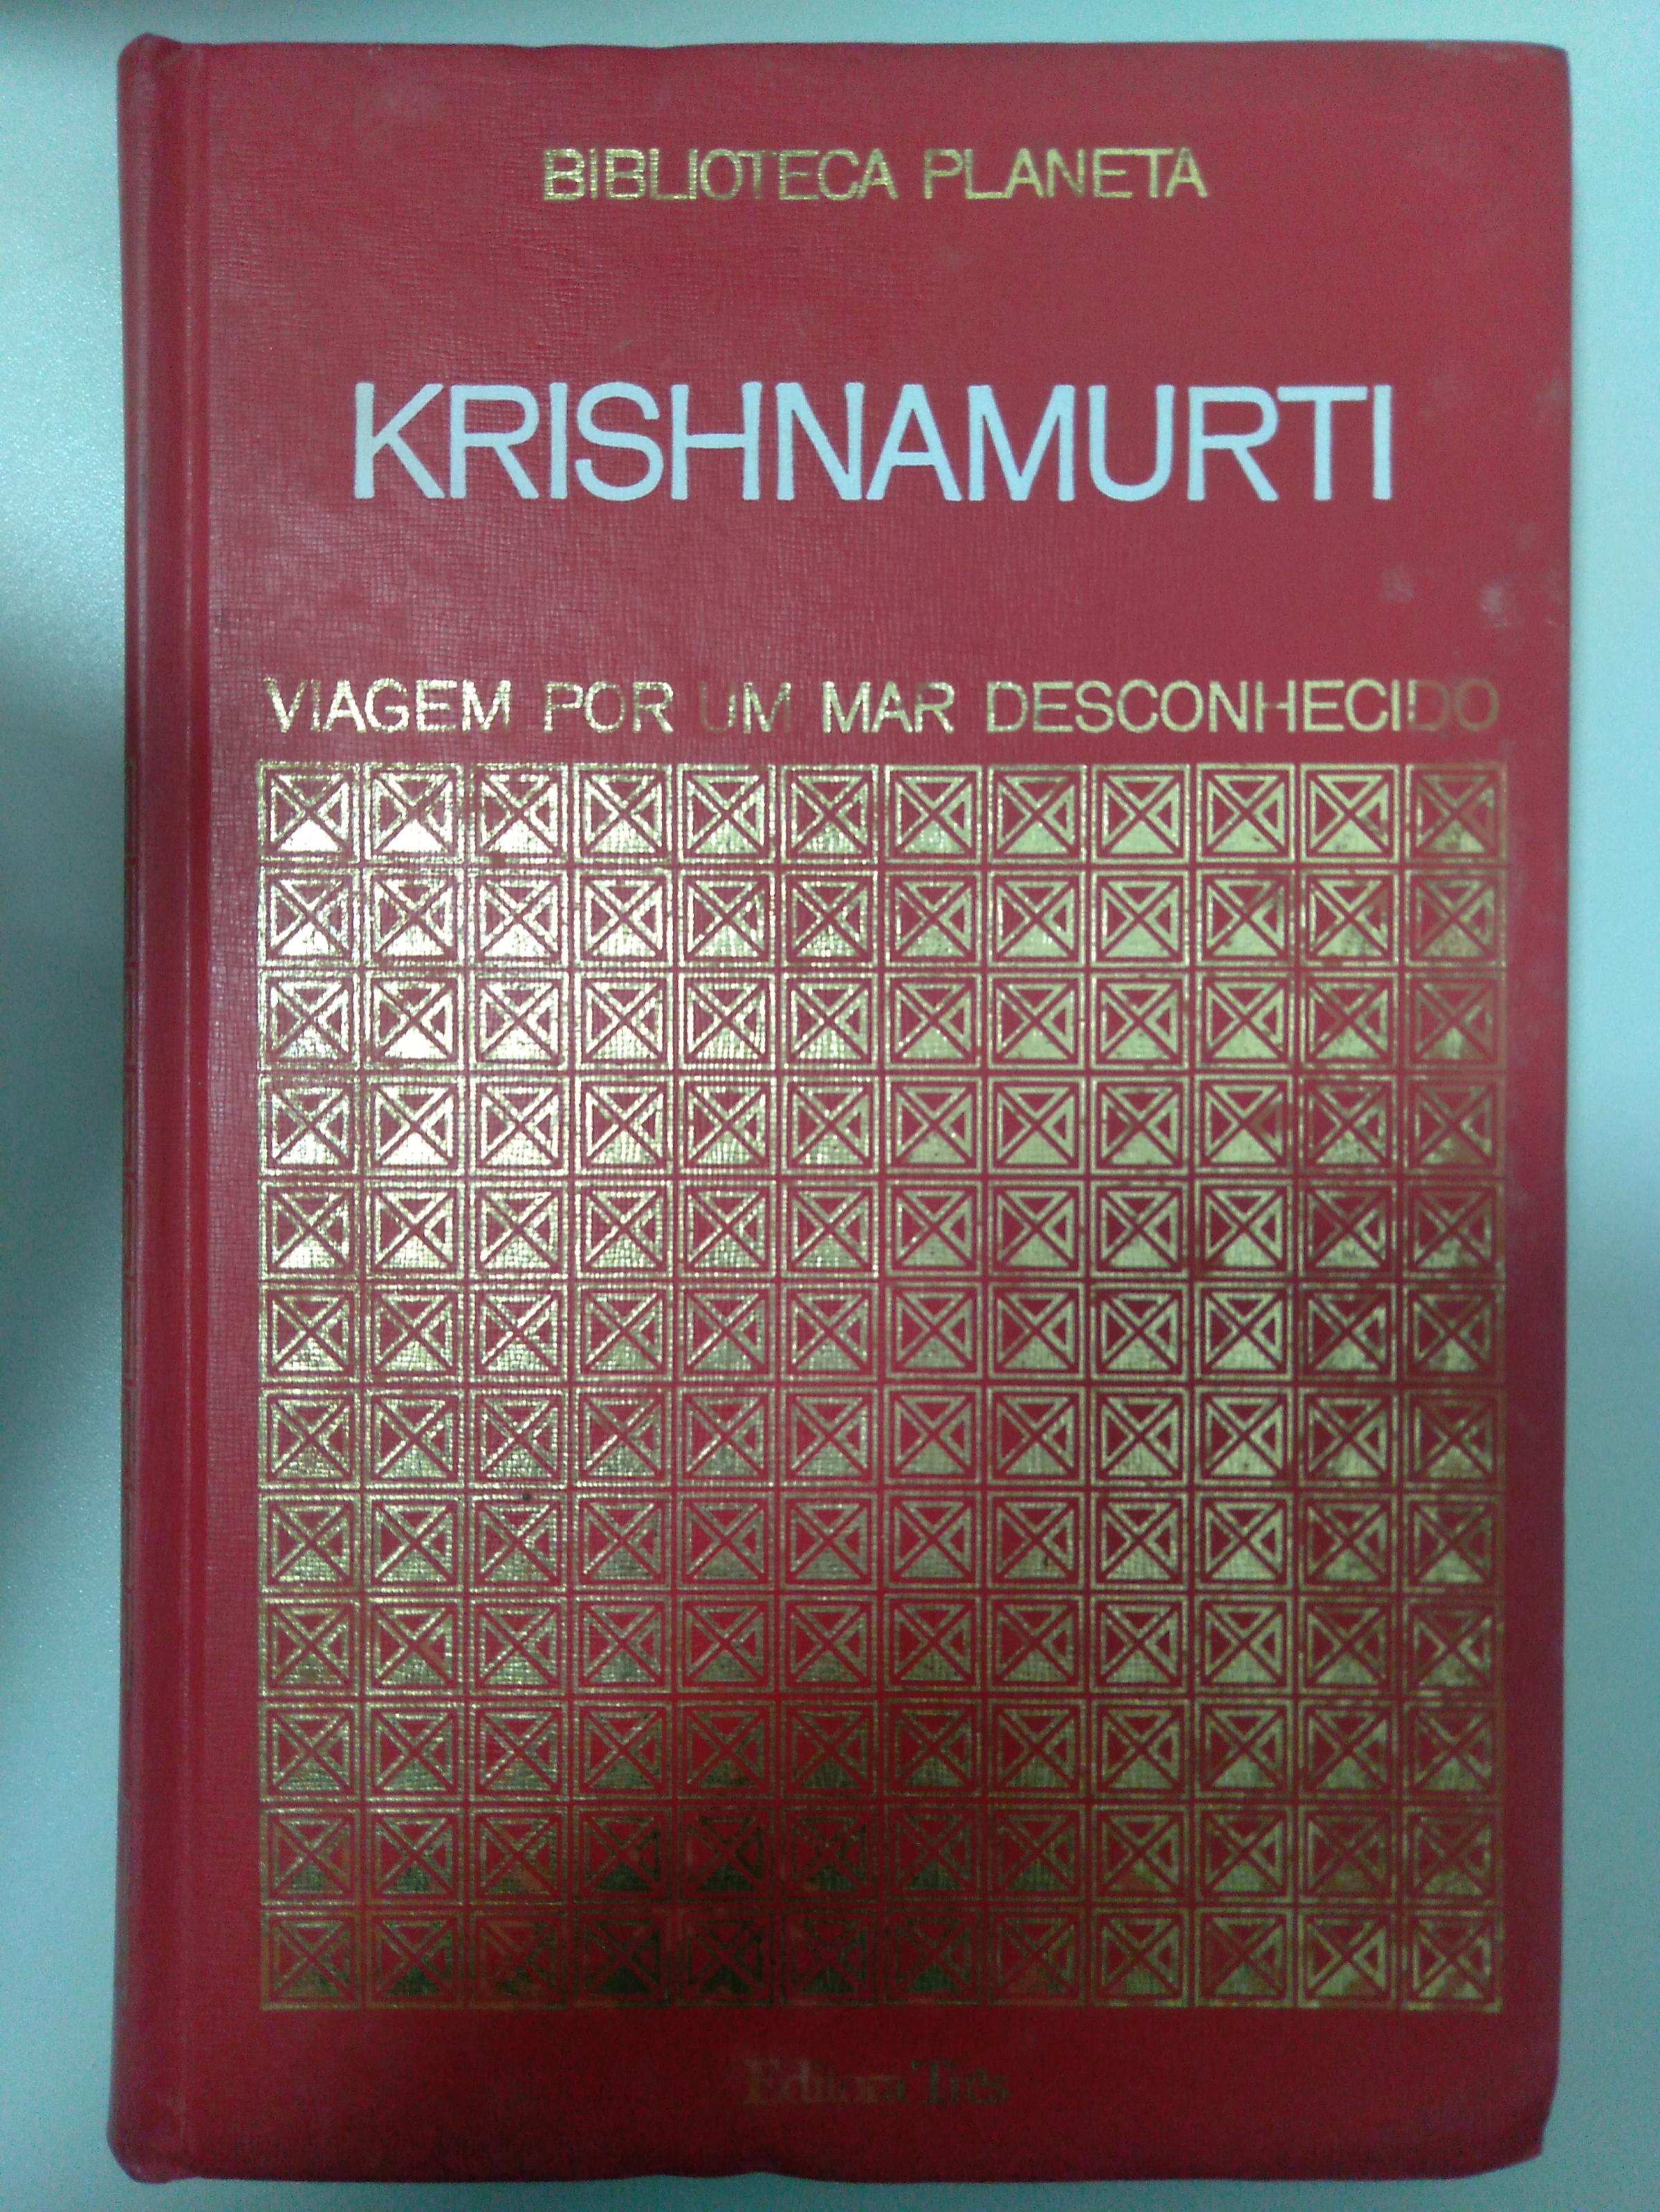 BIBLIOTECA PLANETA
KRISHNAMURTI
VIAGEM POR UM MAR DESCONHECIDO
Editora Três